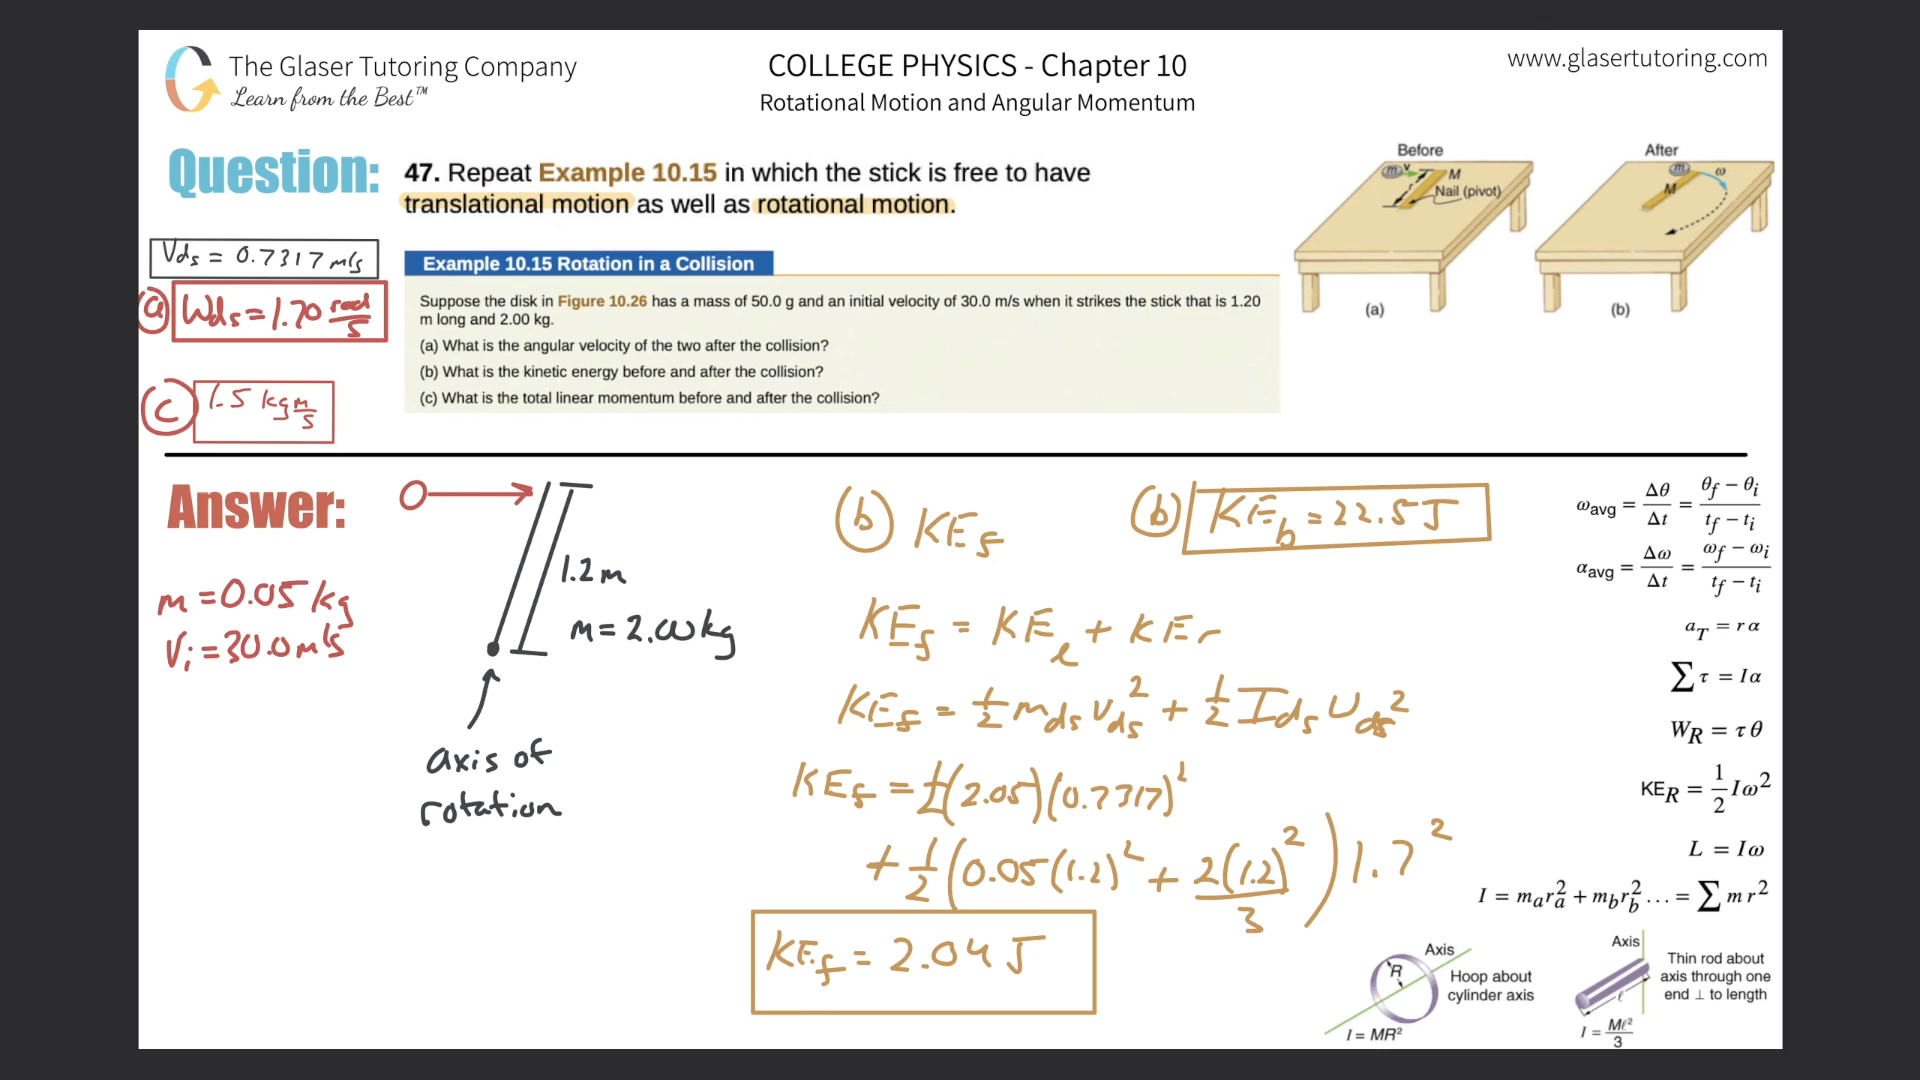 The Glaser Tutoring Company
Learn from the Best™
COLLEGE PHYSICS - Chapter 10
Rotational Motion and Angular Momentum
www.glasertutoring.com
Question:
47. Repeat Example 10.15 in which the stick is free to have
translational motion as well as rotational motion.
Vds = 0.7317 m/s
(a) Wds = 1.70 rad/s
(c) 1.5 kg m/s
Example 10.15 Rotation in a Collision
Suppose the disk in Figure 10.26 has a mass of 50.0 g and an initial velocity of 30.0 m/s when it strikes the stick that is 1.20
m long and 2.00 kg.
(a) What is the angular velocity of the two after the collision?
(b) What is the kinetic energy before and after the collision?
(c) What is the total linear momentum before and after the collision?
Before
m v
M
r
Nail (pivot)
(a)
After
m ω
M
(b)
Answer:
m = 0.05 kg
Vi = 30.0 m/s
1.2 m
m = 2.00 kg
axis of
rotation
(b) KEf
(b) KEb = 22.5 J
KEf = KEl + KEr
KEf = ½ mds Vds² + ½ Ids Wds²
KEf = ½(2.05)(0.7317)²
+ ½(0.05(1.2)² + 2(1.2)²/3) 1.7²
KEf = 2.04 J
ωavg = Δθ/Δt = (θf − θi)/(tf − ti)
αavg = Δω/Δt = (ωf − ωi)/(tf − ti)
aT = rα
∑τ = Iα
WR = τθ
KER = 1/2 Iω²
L = Iω
I = mara² + mbrb² ... = ∑mr²
Axis
R
Hoop about
cylinder axis
I = MR²
Axis
ℓ
Thin rod about
axis through one
end ⊥ to length
I = Mℓ²/3